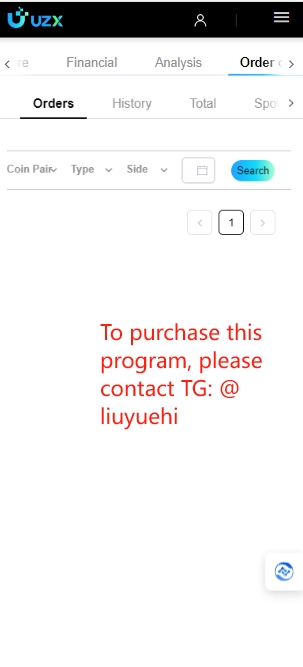 UZX
Financial
Analysis
Order
Orders
History
Total
Spo
Coin Pair
Type
Side
Search
1
To purchase this
program, please
contact TG: @
liuyuehi